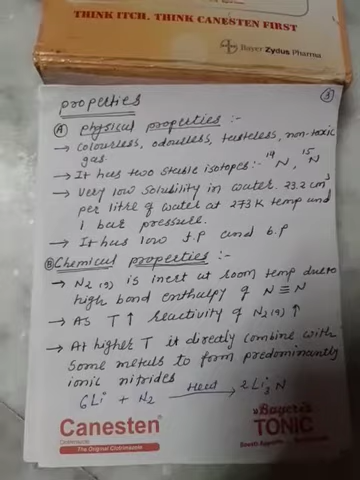 THINK ITCH. THINK CANESTEN FIRST
Bayer Zydus Pharma
③
properties
Ⓐ physical properties :-
→ colourless, odourless, tasteless, non-toxic
gas.
→ It has two stable isotopes:- ¹⁴N, ¹⁵N
→ Very low solubility in water. 23.2 cm³
per litre of water at 273K temp and
1 bar pressure.
→ It has low f.p and b.p
Ⓑ Chemical properties :-
→ N₂(g) is inert at room temp due to
high bond enthalpy of N≡N
→ As T↑ reactivity of N₂(g) ↑
→ At higher T it directly combine with
some metals to form predominantly
ionic nitrides
6Li + N₂ Heat→ 2Li₃N
Canesten
Clotrimazole
The Original Clotrimazole
Bayer's
TONIC